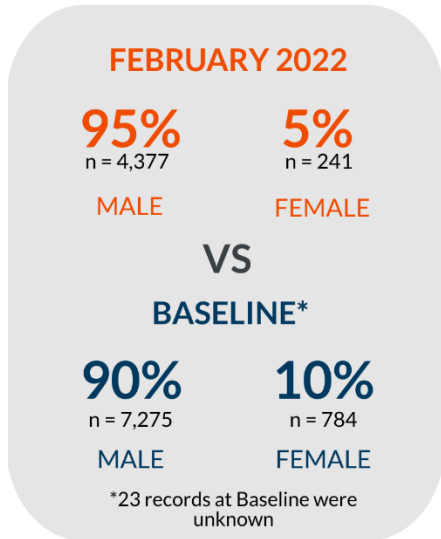 FEBRUARY 2022
95% 5%
n = 4,377 n = 241
MALE FEMALE
VS
BASELINE*
90% 10%
n = 7,275 n = 784
MALE FEMALE
*23 records at Baseline were
unknown